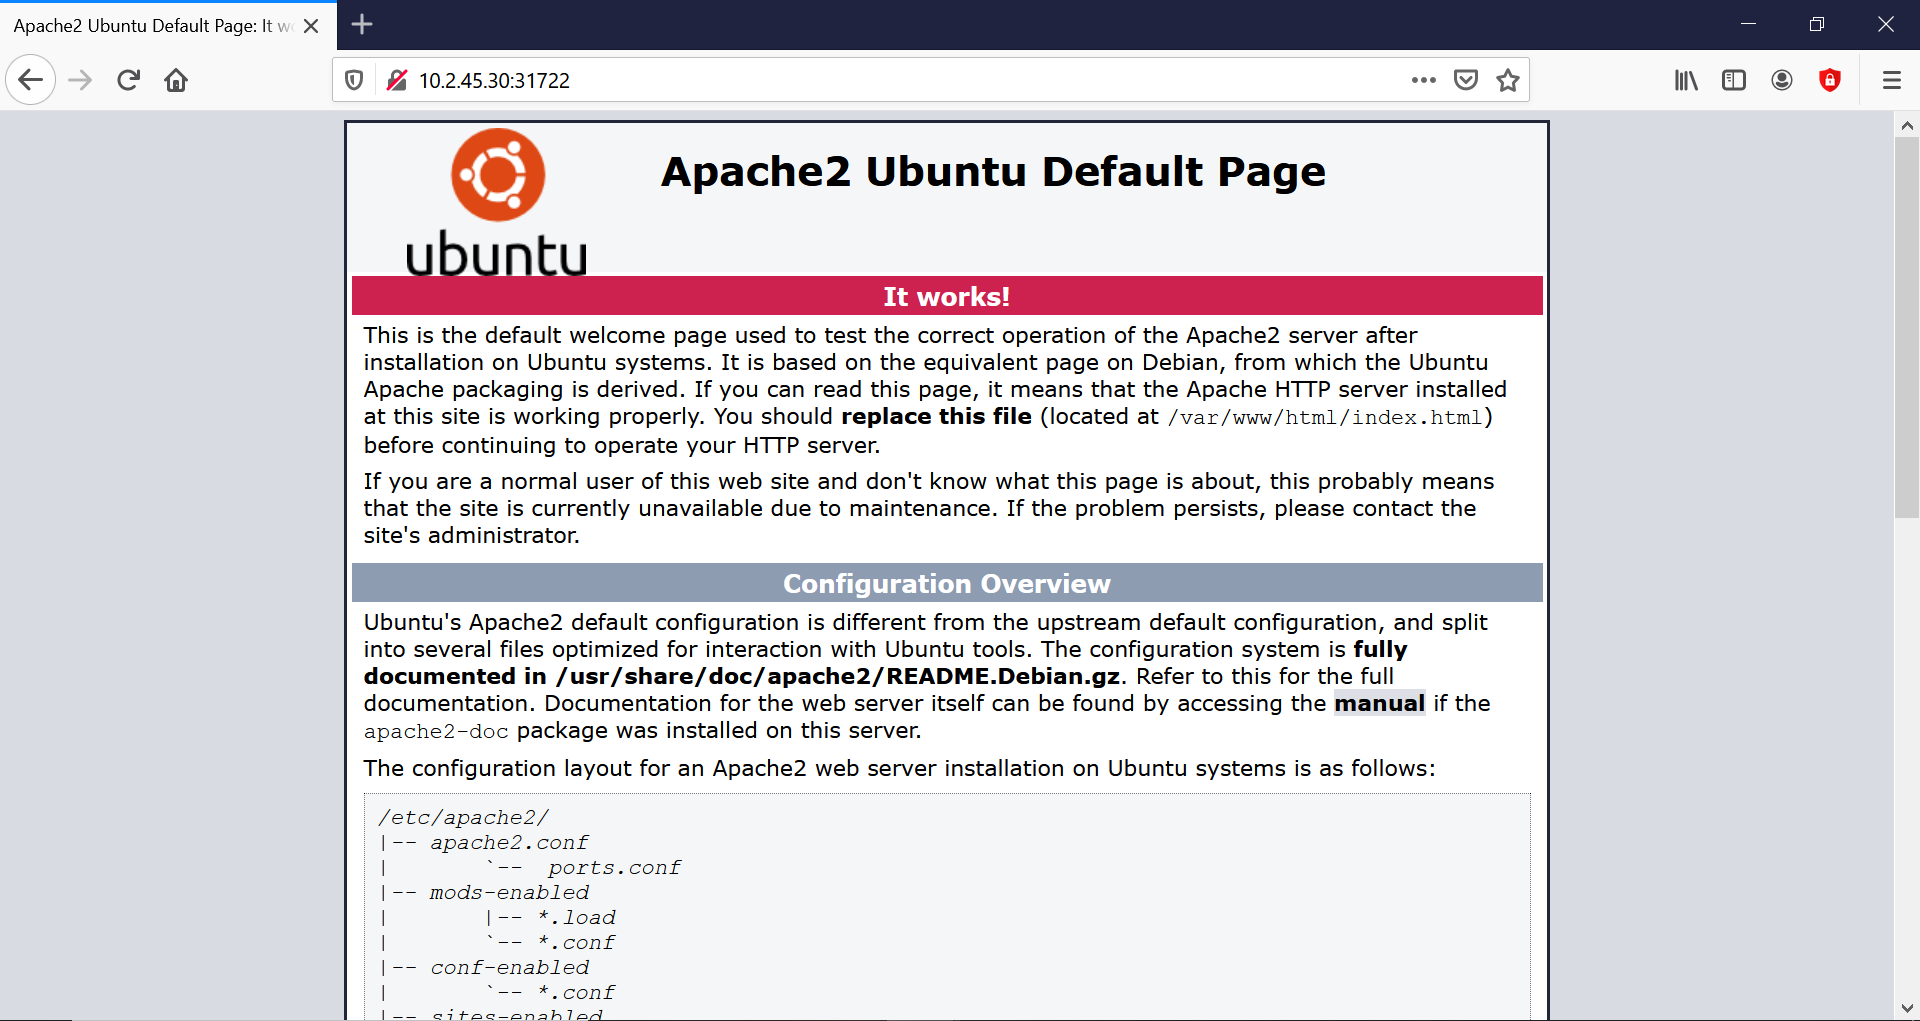 Apache2 Ubuntu Default Page: It wo
10.2.45.30:31722
ubuntu
Apache2 Ubuntu Default Page
It works!
This is the default welcome page used to test the correct operation of the Apache2 server after
installation on Ubuntu systems. It is based on the equivalent page on Debian, from which the Ubuntu
Apache packaging is derived. If you can read this page, it means that the Apache HTTP server installed
at this site is working properly. You should replace this file (located at /var/www/html/index.html)
before continuing to operate your HTTP server.
If you are a normal user of this web site and don't know what this page is about, this probably means
that the site is currently unavailable due to maintenance. If the problem persists, please contact the
site's administrator.
Configuration Overview
Ubuntu's Apache2 default configuration is different from the upstream default configuration, and split
into several files optimized for interaction with Ubuntu tools. The configuration system is fully
documented in /usr/share/doc/apache2/README.Debian.gz. Refer to this for the full
documentation. Documentation for the web server itself can be found by accessing the manual if the
apache2-doc package was installed on this server.
The configuration layout for an Apache2 web server installation on Ubuntu systems is as follows:
/etc/apache2/
|-- apache2.conf
|       `--  ports.conf
|-- mods-enabled
|       |-- *.load
|       `-- *.conf
|-- conf-enabled
|       `-- *.conf
|-- sites-enabled